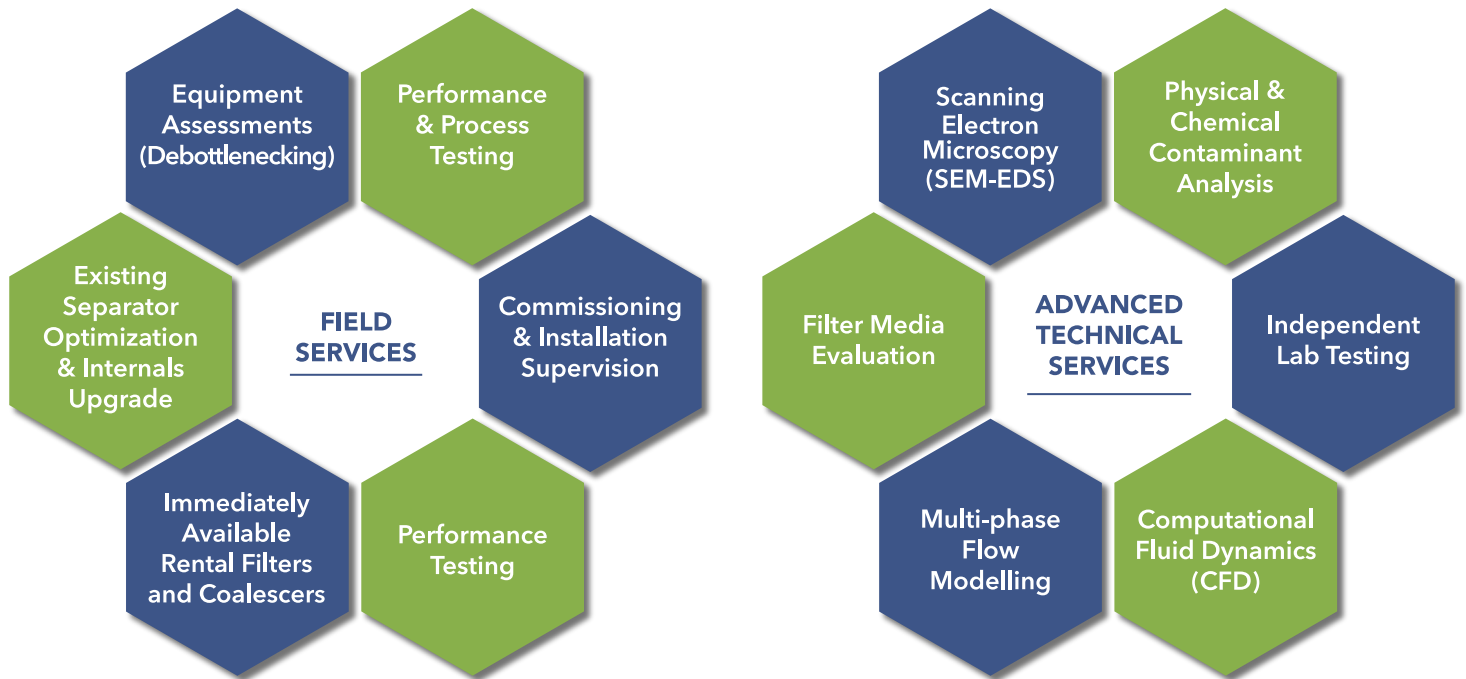 Equipment
Assessments
(Debottlenecking)
Performance
& Process
Testing
Existing
Separator
Optimization
& Internals
Upgrade
FIELD
SERVICES
Commissioning
& Installation
Supervision
Immediately
Available
Rental Filters
and Coalescers
Performance
Testing
Scanning
Electron
Microscopy
(SEM-EDS)
Physical &
Chemical
Contaminant
Analysis
Filter Media
Evaluation
ADVANCED
TECHNICAL
SERVICES
Independent
Lab Testing
Multi-phase
Flow
Modelling
Computational
Fluid Dynamics
(CFD)